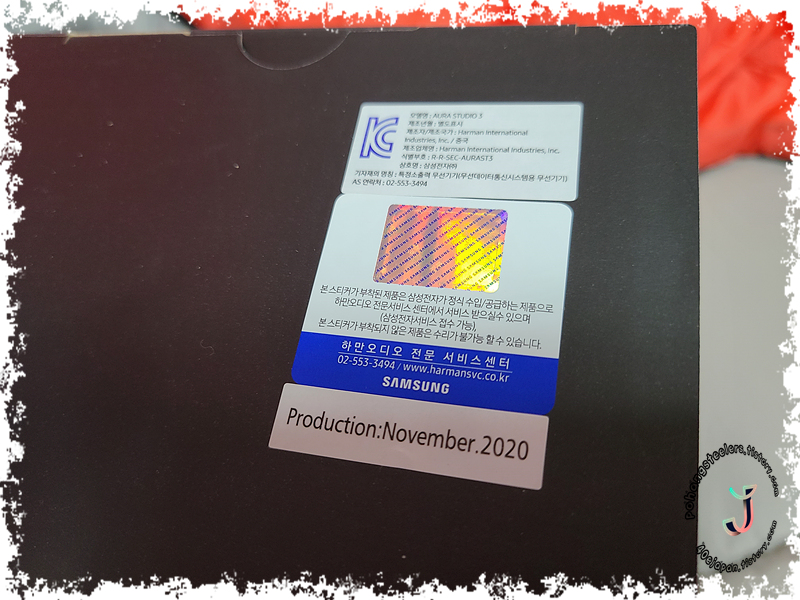 모델명 : AURA STUDIO 3
제조년월 : 별도표시
제조자/제조국가 : Harman International
Industries, Inc. / 중국
제조업체명 : Harman International Industries, Inc.
식별부호 : R-R-SEC-AURAST3
상호명 : 삼성전자㈜
기자재의 명칭 : 특정소출력 무선기기(무선데이터통신시스템용 무선기기)
AS 연락처 : 02-553-3494
본 스티커가 부착된 제품은 삼성전자가 정식 수입/공급하는 제품으로
하만오디오 전문서비스 센터에서 서비스 받으실수 있으며
(삼성전자서비스 접수 가능)
본 스티커가 부착되지 않은 제품은 수리가 불가능 할 수 있습니다.
하만오디오 전문 서비스센터
02-553-3494 / www.harmansvc.co.kr
SAMSUNG
Production:November.2020
pohangsteelers.tistory.com
J